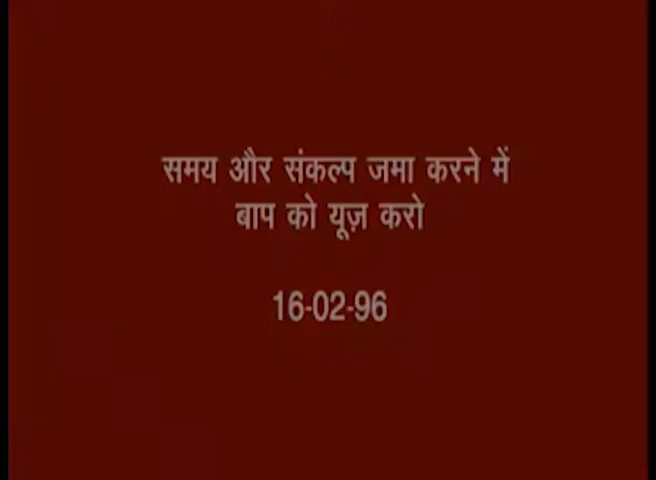 समय और संकल्प जमा करने में
बाप को यूज़ करो
16-02-96